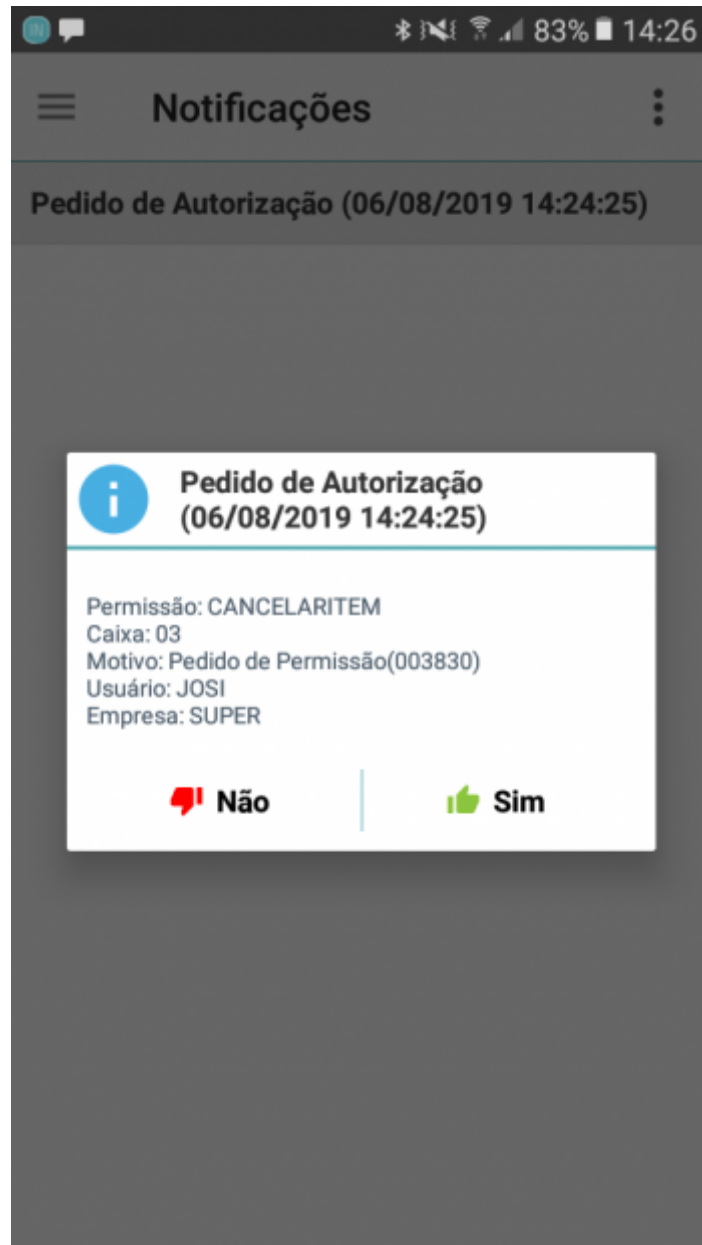 IN 83% 14:26
Notificações
Pedido de Autorização (06/08/2019 14:24:25)
Pedido de Autorização
(06/08/2019 14:24:25)
Permissão: CANCELARITEM
Caixa: 03
Motivo: Pedido de Permissão(003830)
Usuário: JOSI
Empresa: SUPER
Não Sim